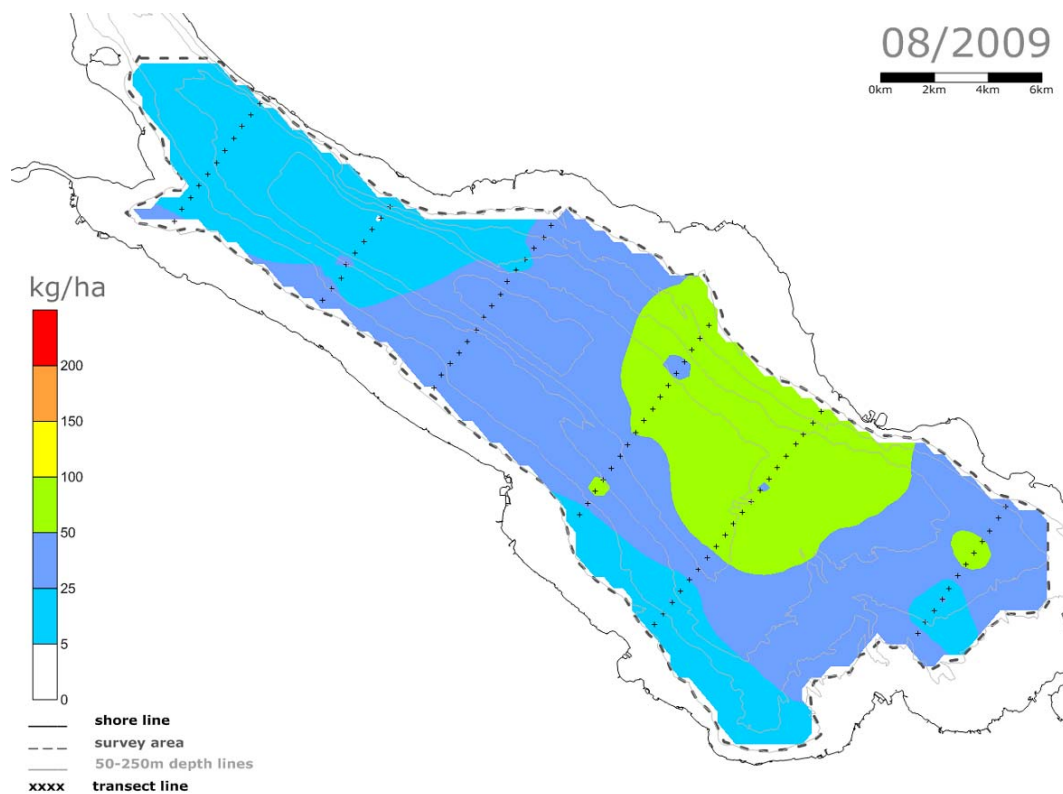 08/2009
0km 2km 4km 6km
kg/ha
200
150
100
50
25
5
0
shore line
survey area
50-250m depth lines
xxxx transect line